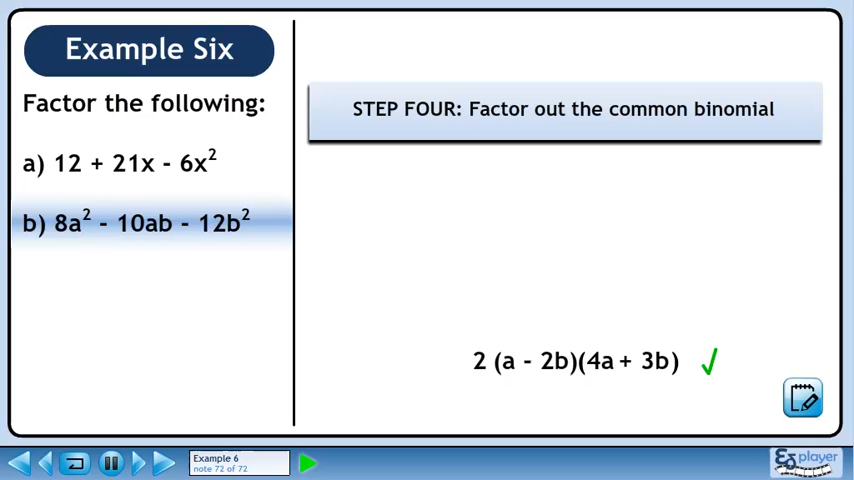 Example Six
Factor the following:
a) 12 + 21x - 6x²
b) 8a² - 10ab - 12b²
STEP FOUR: Factor out the common binomial
2 (a - 2b)(4a + 3b) √
Example 6
note 72 of 72
player